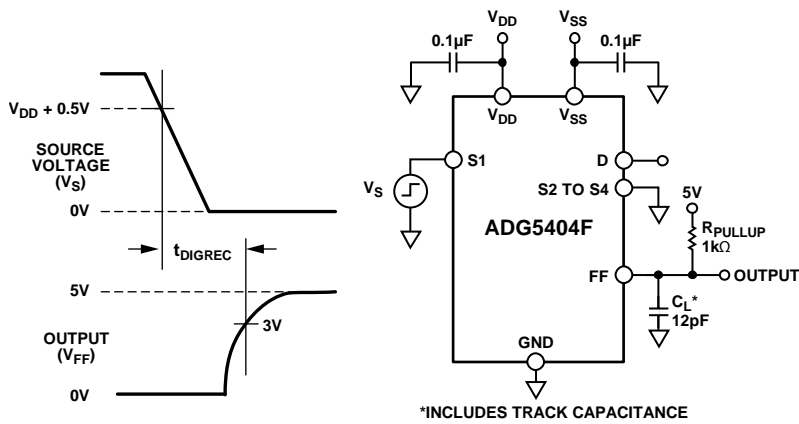 V_DD + 0.5V
SOURCE
VOLTAGE
(V_S)
0V
t_DIGREC
5V
3V
OUTPUT
(V_FF)
0V
V_DD
V_SS
0.1µF
0.1µF
V_DD
V_SS
S1
D
V_S
S2 TO S4
5V
ADG5404F
R_PULLUP
1kΩ
FF
OUTPUT
C_L*
12pF
GND
*INCLUDES TRACK CAPACITANCE